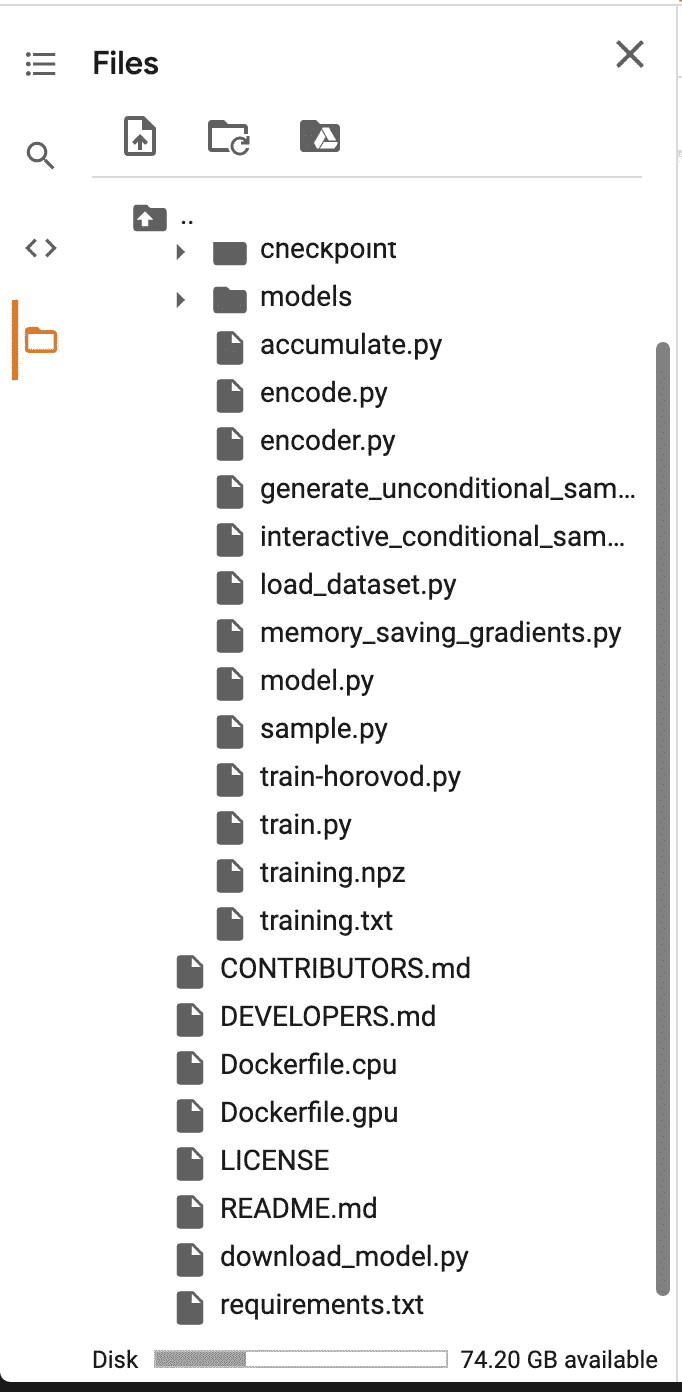 Files
..
checkpoint
models
accumulate.py
encode.py
encoder.py
generate_unconditional_sam...
interactive_conditional_sam...
load_dataset.py
memory_saving_gradients.py
model.py
sample.py
train-horovod.py
train.py
training.npz
training.txt
CONTRIBUTORS.md
DEVELOPERS.md
Dockerfile.cpu
Dockerfile.gpu
LICENSE
README.md
download_model.py
requirements.txt
Disk 74.20 GB available